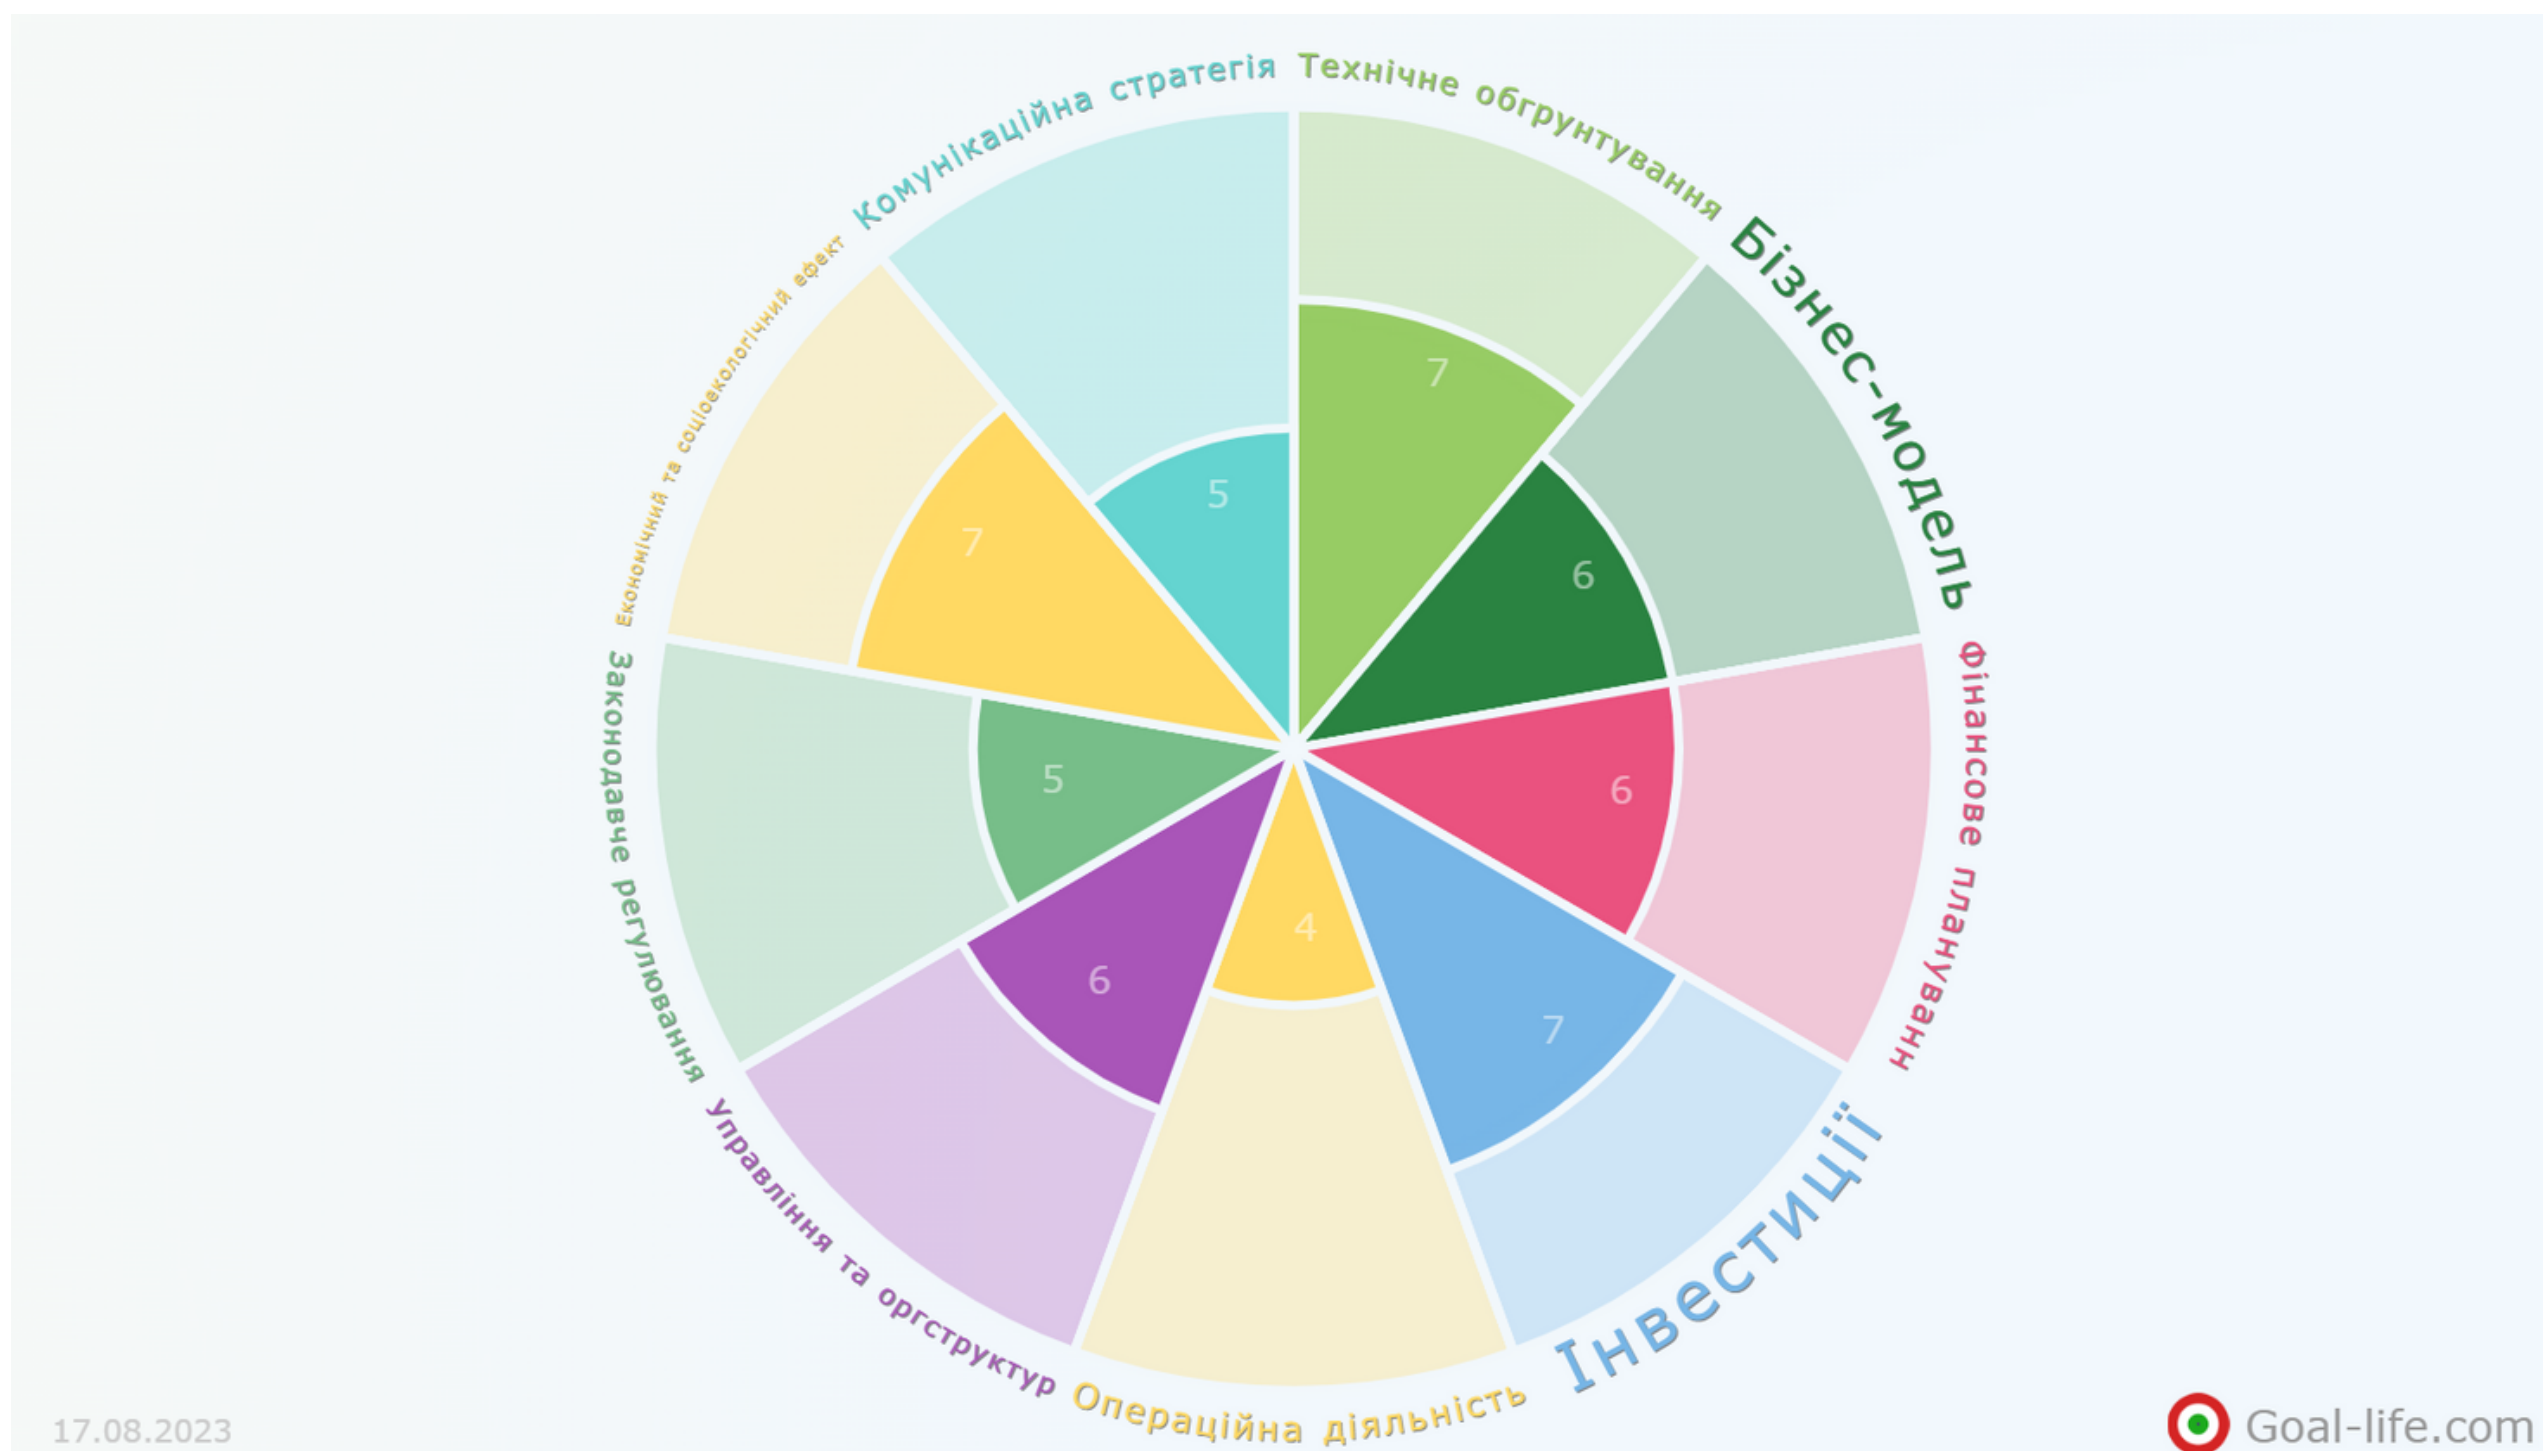 Технічне обгрунтування
7
Бізнес-модель
6
Фінансове плануванн
6
Інвестиції
7
Операційна діяльність
4
Управління та оргструктур
6
Законодавче регулювання
5
Економічний та соціоекологічний ефект
7
Комунікаційна стратегія
5
17.08.2023
Goal-life.com